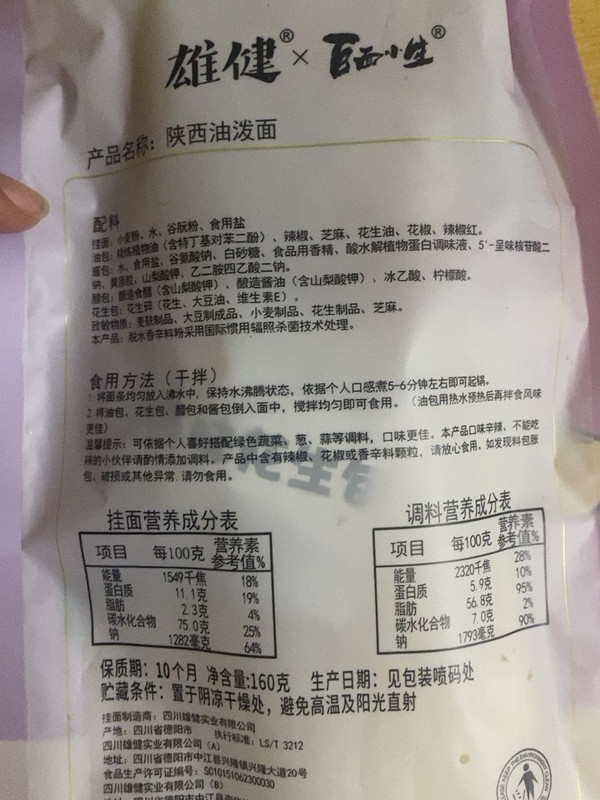 雄健® × 百西小生®
产品名称：陕西油泼面
配料
挂面：小麦粉、水、谷朊粉、食用盐
油包：精炼植物油（含特丁基对苯二酚）、辣椒、芝麻、花生油、花椒、辣椒红。
酱包：水、食用盐、谷氨酸钠、白砂糖、食品用香精、酸水解植物蛋白调味液、5'-呈味核苷酸二
钠、黄原胶、山梨酸钾、乙二胺四乙酸二钠。
醋包：酿造食醋（含山梨酸钾）、酿造酱油（含山梨酸钾）、冰乙酸、柠檬酸。
花生包：花生碎（花生、大豆油、维生素E）。
致敏物质：麦麸制品、大豆制成品、小麦制品、花生制品、芝麻。
本产品：脱水香辛料粉采用国际惯用辐照杀菌技术处理。
食用方法（干拌）
1.将面条均匀放入沸水中，保持水沸腾状态，依据个人口感煮5-6分钟左右即可起锅。
2.将油包、花生包、醋包和酱包倒入面中，搅拌均匀即可食用。（油包用热水预热后再拌食风味
更佳）
温馨提示：可依据个人喜好搭配绿色蔬菜、葱、蒜等调料，口味更佳。本产品口味辛辣、不能吃
辣的小伙伴请酌情添加调料。产品中含有辣椒、花椒或香辛料颗粒，请放心食用。如发现料包胀
包、破损或其他异常，请勿食用。
花生包
挂面营养成分表
项目 每100克 营养素参考值%
能量 1549千焦 18%
蛋白质 11.1克 19%
脂肪 2.3克 4%
碳水化合物 75.0克 25%
钠 1282毫克 64%
调料营养成分表
项目 每100克 营养素参考值%
能量 2320千焦 28%
蛋白质 5.9克 10%
脂肪 56.8克 95%
碳水化合物 7.0克 2%
钠 1793毫克 90%
保质期：10个月 净含量:160克 生产日期：见包装喷码处
贮藏条件：置于阴凉干燥处，避免高温及阳光直射
挂面制造商：四川雄健实业有限公司
产地：四川省德阳市 执行标准：LS/T 3212
四川雄健实业有限公司（A）
地址：四川省德阳市中江县兴隆镇兴隆大道20号
食品生产许可证编号：SC10151062300030
四川雄健实业有限公司（B）